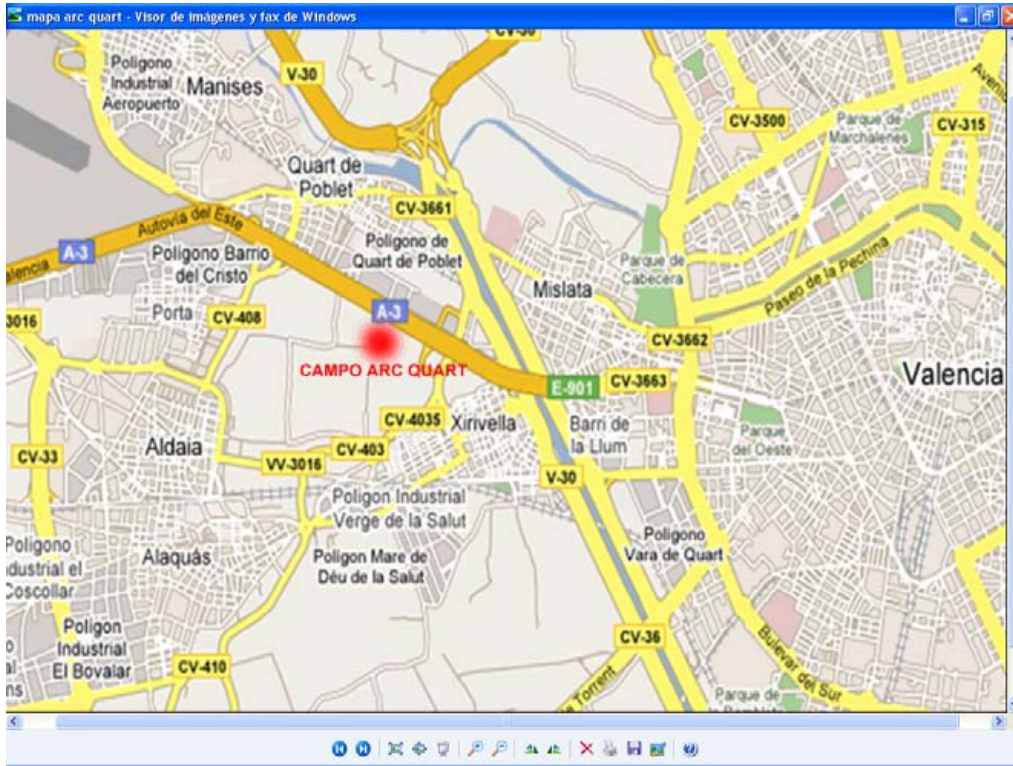 mapa arc quart - Visor de imágenes y fax de Windows
CV-30
Poligono
Industrial
Aeropuerto
Manises
V-30
CV-3500
Parque de
Marchalenes
CV-315
Quart de
Poblet
CV-3661
Autovía del Este
A-3
Poligono Barrio
del Cristo
Poligono de
Quart de Poblet
Parque de
Cabecera
Paseo de la Pechina
Mislata
3016
Porta
CV-408
A-3
CV-3662
CAMPO ARC QUART
E-901
CV-3663
Valencia
CV-4035
Xirivella
Barri de
la Llum
Parque
del Oeste
Aldaia
CV-403
CV-33
VV-3016
V-30
Poligon Industrial
Verge de la Salut
Poligono
Vara de Quart
Poligono
dustrial el
Coscollar
Alaquás
Poligon Mare de
Déu de la Salut
Poligon
Industrial
El Bovalar
CV-36
CV-410
Bulevar del Sur
de Torrent
Parque de